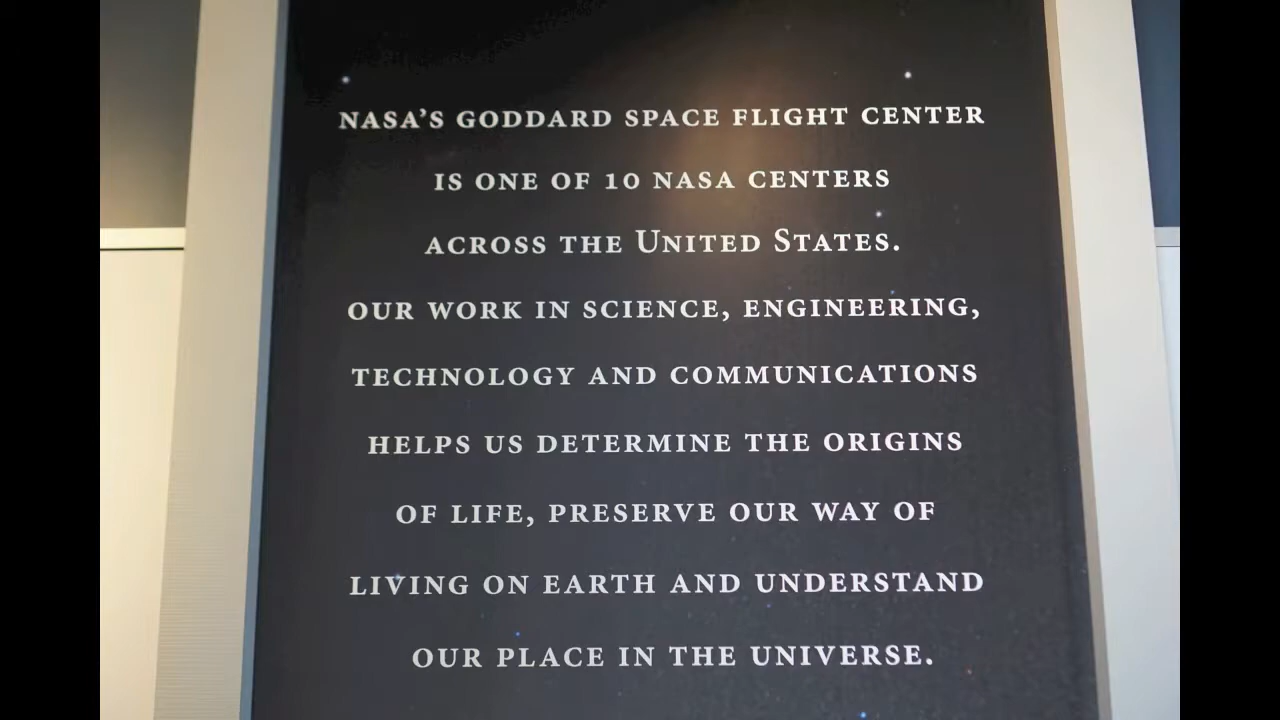 NASA'S GODDARD SPACE FLIGHT CENTER
IS ONE OF 10 NASA CENTERS
ACROSS THE UNITED STATES.
OUR WORK IN SCIENCE, ENGINEERING,
TECHNOLOGY AND COMMUNICATIONS
HELPS US DETERMINE THE ORIGINS
OF LIFE, PRESERVE OUR WAY OF
LIVING ON EARTH AND UNDERSTAND
OUR PLACE IN THE UNIVERSE.